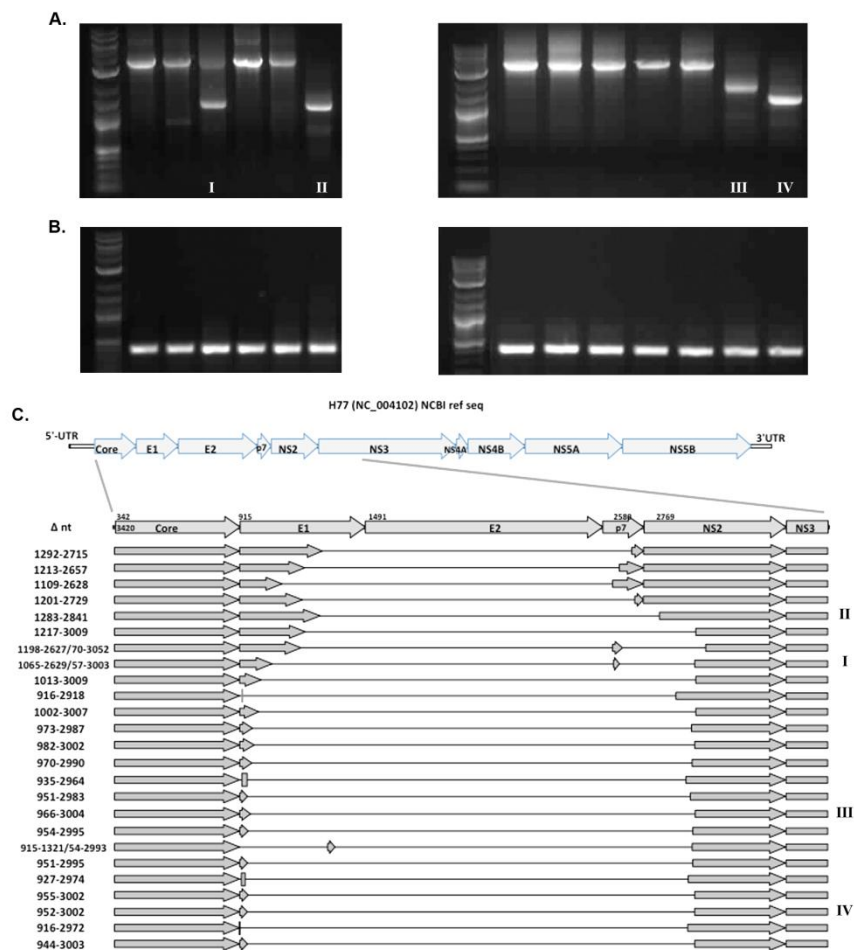 A.
I II
III IV
B.
C.
H77 (NC_004102) NCBI ref seq
5'-UTR Core E1 E2 p7 NS2 NS3 NS4A NS4B NS5A NS5B 3'UTR
342 915 1491 2580 2769
Δ nt 3420 Core E1 E2 p7 NS2 NS3
1292-2715
1213-2657
1109-2628
1201-2729
1283-2841 II
1217-3009
1198-2627/70-3052
1065-2629/57-3003 I
1013-3009
916-2918
1002-3007
973-2987
982-3002
970-2990
935-2964
951-2983
966-3004 III
954-2995
915-1321/54-2993
951-2995
927-2974
955-3002
952-3002 IV
916-2972
944-3003